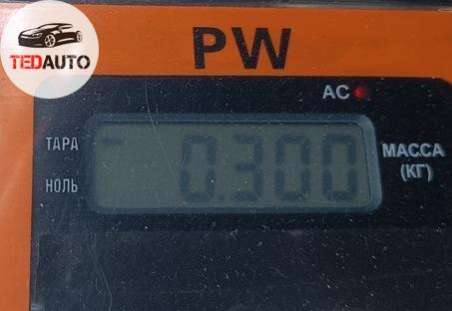 TEDAUTO
PW
AC
ТАРА
НОЛЬ
0.300
МАССА
(КГ)